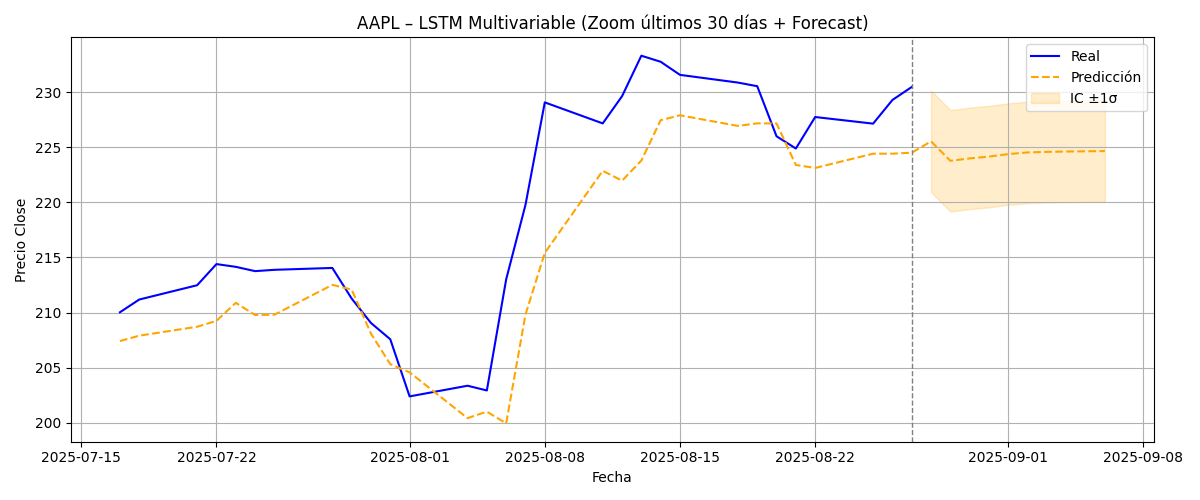 AAPL – LSTM Multivariable (Zoom últimos 30 días + Forecast)
Real
Predicción
IC ±1σ
Precio Close
230
225
220
215
210
205
200
2025-07-15
2025-07-22
2025-08-01
2025-08-08
2025-08-15
2025-08-22
2025-09-01
2025-09-08
Fecha